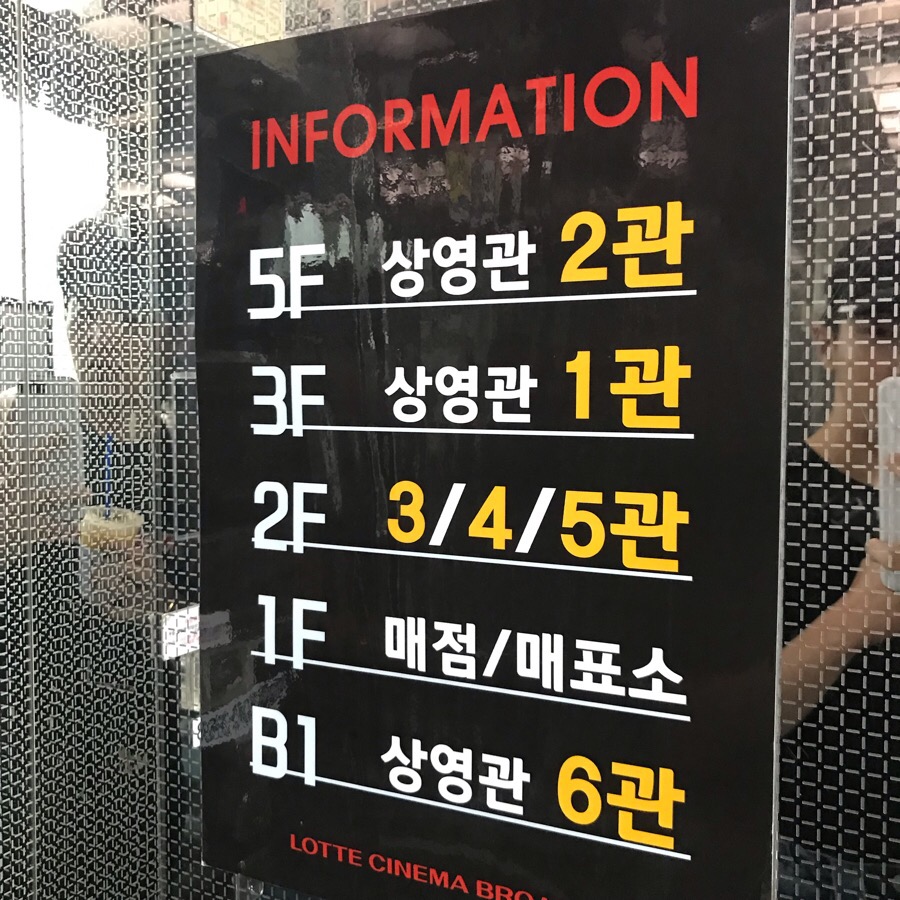 INFORMATION
5F 상영관 2관
3F 상영관 1관
2F 3/4/5관
1F 매점/매표소
B1 상영관 6관
LOTTE CINEMA